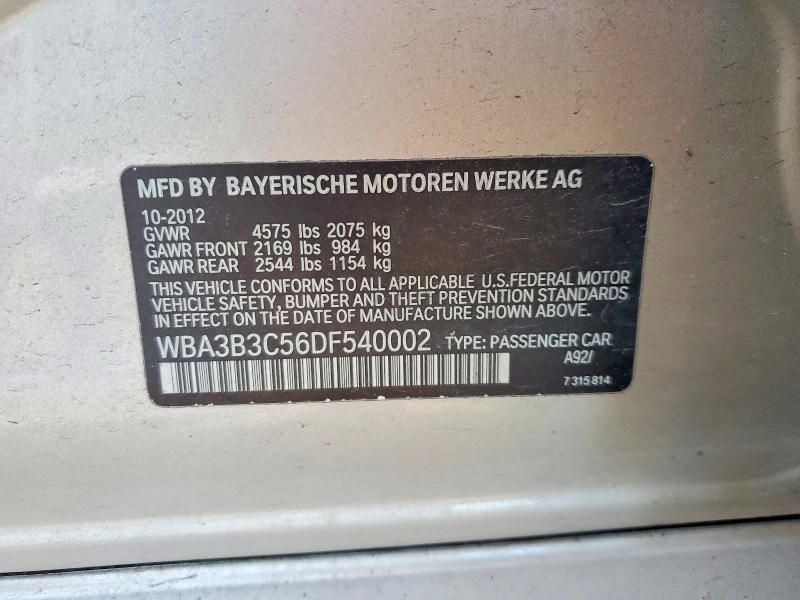 MFD BY BAYERISCHE MOTOREN WERKE AG
10-2012
GVWR 4575 lbs 2075 kg
GAWR FRONT 2169 lbs 984 kg
GAWR REAR 2544 lbs 1154 kg
THIS VEHICLE CONFORMS TO ALL APPLICABLE U.S.FEDERAL MOTOR
VEHICLE SAFETY, BUMPER AND THEFT PREVENTION STANDARDS
IN EFFECT ON THE DATE OF MANUFACTURE SHOWN ABOVE.
WBA3B3C56DF540002 TYPE: PASSENGER CAR
A92/
7 315 814